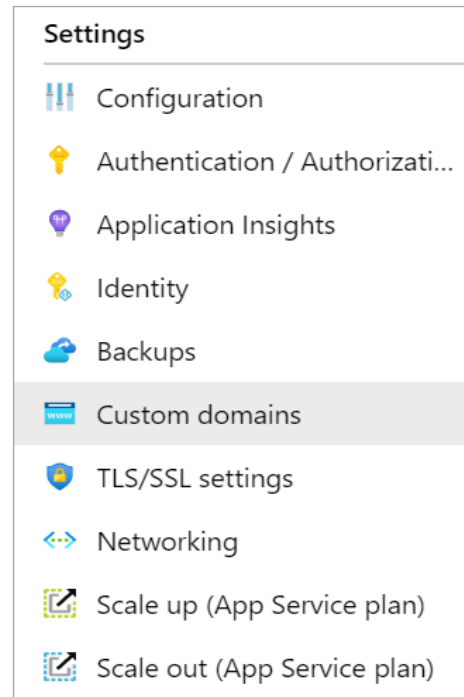 Settings
Configuration
Authentication / Authorizati...
Application Insights
Identity
Backups
www
Custom domains
TLS/SSL settings
Networking
Scale up (App Service plan)
Scale out (App Service plan)